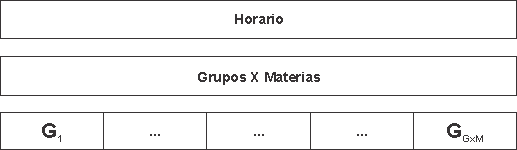 Horario
Grupos X Materias
G1 ... ... ... GGxM